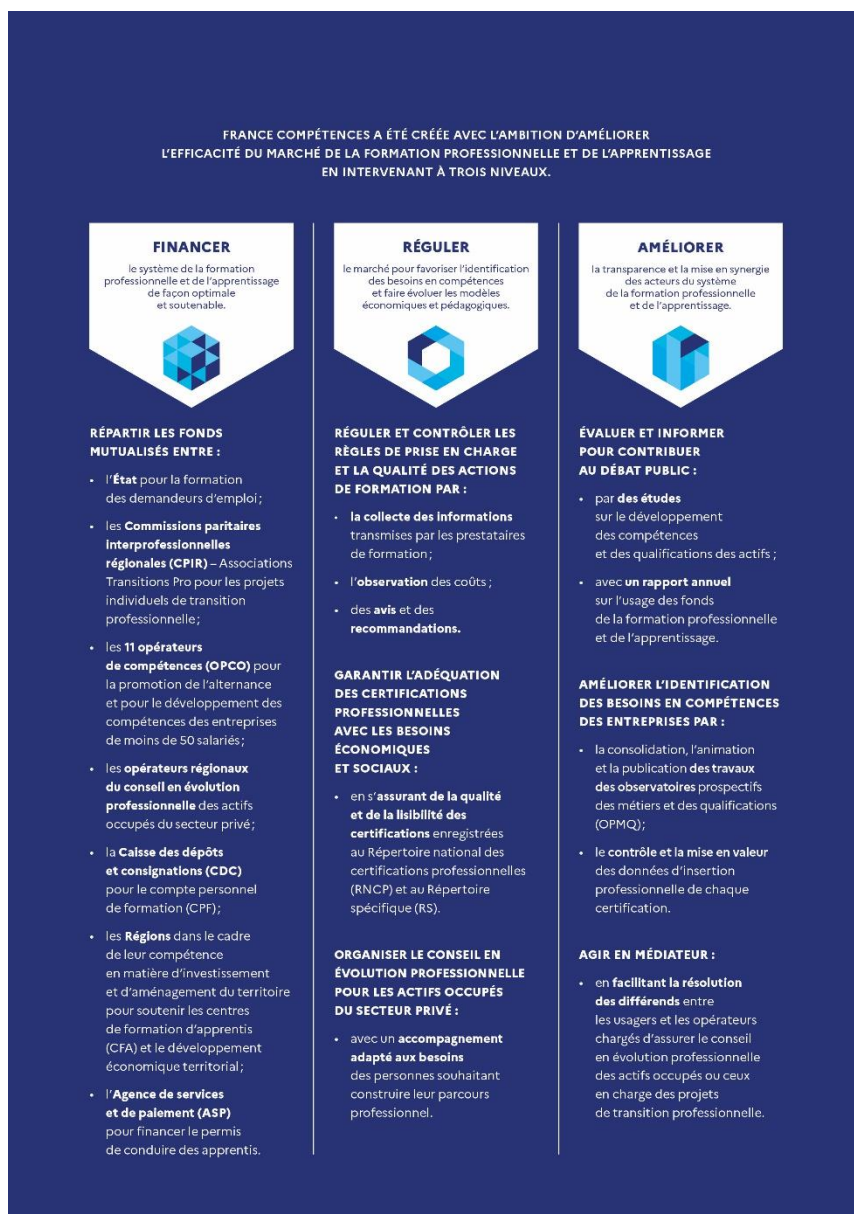 FRANCE COMPÉTENCES A ÉTÉ CRÉÉE AVEC L'AMBITION D'AMÉLIORER
L'EFFICACITÉ DU MARCHÉ DE LA FORMATION PROFESSIONNELLE ET DE L'APPRENTISSAGE
EN INTERVENANT À TROIS NIVEAUX.
FINANCER
le système de la formation
professionnelle et de l'apprentissage
de façon optimale
et soutenable.
RÉPARTIR LES FONDS
MUTUALISÉS ENTRE :
• l'État pour la formation
des demandeurs d'emploi;
• les Commissions paritaires
interprofessionnelles
régionales (CPIR) – Associations
Transitions Pro pour les projets
individuels de transition
professionnelle;
• les 11 opérateurs
de compétences (OPCO) pour
la promotion de l'alternance
et pour le développement des
compétences des entreprises
de moins de 50 salariés;
• les opérateurs régionaux
du conseil en évolution
professionnelle des actifs
occupés du secteur privé;
• la Caisse des dépôts
et consignations (CDC)
pour le compte personnel
de formation (CPF);
• les Régions dans le cadre
de leur compétence
en matière d'investissement
et d'aménagement du territoire
pour soutenir les centres
de formation d'apprentis
(CFA) et le développement
économique territorial;
• l'Agence de services
et de paiement (ASP)
pour financer le permis
de conduire des apprentis.
RÉGULER
le marché pour favoriser l'identification
des besoins en compétences
et faire évoluer les modèles
économiques et pédagogiques.
RÉGULER ET CONTRÔLER LES
RÈGLES DE PRISE EN CHARGE
ET LA QUALITÉ DES ACTIONS
DE FORMATION PAR :
• la collecte des informations
transmises par les prestataires
de formation;
• l'observation des coûts;
• des avis et des
recommandations.
GARANTIR L'ADÉQUATION
DES CERTIFICATIONS
PROFESSIONNELLES
AVEC LES BESOINS
ÉCONOMIQUES
ET SOCIAUX :
• en s'assurant de la qualité
et de la lisibilité des
certifications enregistrées
au Répertoire national des
certifications professionnelles
(RNCP) et au Répertoire
spécifique (RS).
ORGANISER LE CONSEIL EN
ÉVOLUTION PROFESSIONNELLE
POUR LES ACTIFS OCCUPÉS
DU SECTEUR PRIVÉ :
• avec un accompagnement
adapté aux besoins
des personnes souhaitant
construire leur parcours
professionnel.
AMÉLIORER
la transparence et la mise en synergie
des acteurs du système
de la formation professionnelle
et de l'apprentissage.
ÉVALUER ET INFORMER
POUR CONTRIBUER
AU DÉBAT PUBLIC :
• par des études
sur le développement
des compétences
et des qualifications des actifs ;
• avec un rapport annuel
sur l'usage des fonds
de la formation professionnelle
et de l'apprentissage.
AMÉLIORER L'IDENTIFICATION
DES BESOINS EN COMPÉTENCES
DES ENTREPRISES PAR :
• la consolidation, l'animation
et la publication des travaux
des observatoires prospectifs
des métiers et des qualifications
(OPMQ);
• le contrôle et la mise en valeur
des données d'insertion
professionnelle de chaque
certification.
AGIR EN MÉDIATEUR :
• en facilitant la résolution
des différends entre
les usagers et les opérateurs
chargés d'assurer le conseil
en évolution professionnelle
des actifs occupés ou ceux
en charge des projets
de transition professionnelle.